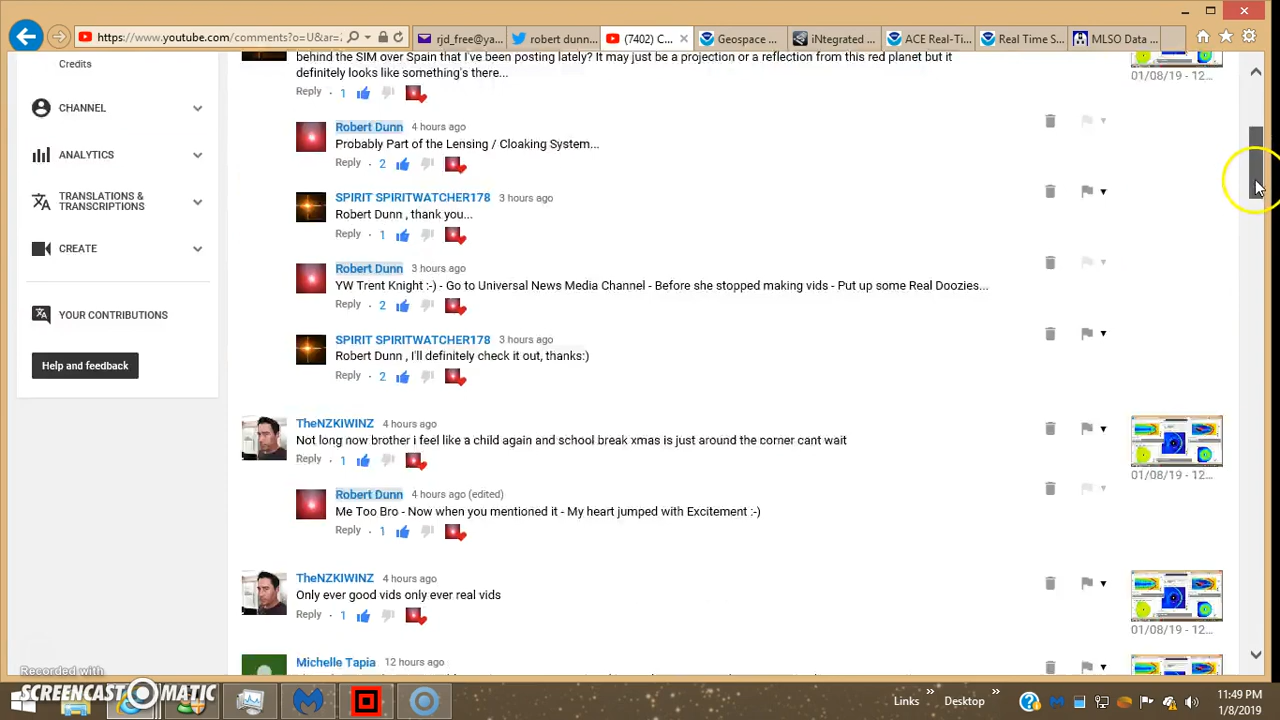 https://www.youtube.com/comments?o=U&ar=
rjd_free@ya...
robert dunn...
(7402) C...
Geospace ...
iNtegrated ...
ACE Real-Ti...
Real Time S...
MLSO Data ...
Credits
CHANNEL
ANALYTICS
TRANSLATIONS &
TRANSCRIPTIONS
CREATE
YOUR CONTRIBUTIONS
Help and feedback
behind the SIM over Spain that I've been posting lately? It may just be a projection or a reflection from this red planet but it
definitely looks like something's there...
01/08/19 - 12...
Reply · 1
Robert Dunn 4 hours ago
Probably Part of the Lensing / Cloaking System...
Reply · 2
SPIRIT SPIRITWATCHER178 3 hours ago
Robert Dunn , thank you...
Reply · 1
Robert Dunn 3 hours ago
YW Trent Knight :-) - Go to Universal News Media Channel - Before she stopped making vids - Put up some Real Doozies...
Reply · 2
SPIRIT SPIRITWATCHER178 3 hours ago
Robert Dunn , I'll definitely check it out, thanks:)
Reply · 2
TheNZKIWINZ 4 hours ago
Not long now brother i feel like a child again and school break xmas is just around the corner cant wait
Reply · 1
01/08/19 - 12...
Robert Dunn 4 hours ago (edited)
Me Too Bro - Now when you mentioned it - My heart jumped with Excitement :-)
Reply · 1
TheNZKIWINZ 4 hours ago
Only ever good vids only ever real vids
Reply · 1
01/08/19 - 12...
Michelle Tapia 12 hours ago
Recorded with
SCREENCAST-O-MATIC
Links
Desktop
11:49 PM
1/8/2019